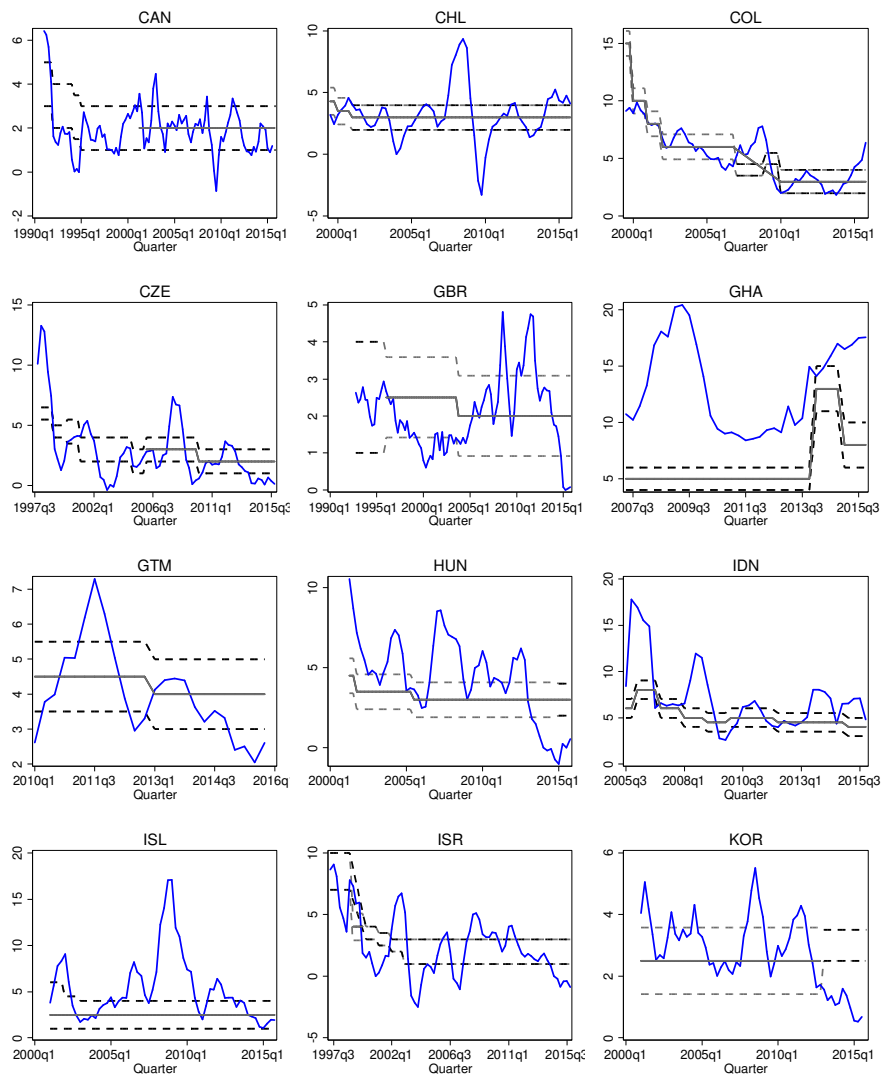 CAN
CHL
COL
-2 0 2 4 6
1990q1 1995q1 2000q1 2005q1 2010q1 2015q1
Quarter
-5 0 5 10
2000q1 2005q1 2010q1 2015q1
Quarter
0 5 10 15
2000q1 2005q1 2010q1 2015q1
Quarter
CZE
GBR
GHA
0 5 10 15
1997q3 2002q1 2006q3 2011q1 2015q3
Quarter
0 1 2 3 4 5
1990q1 1995q1 2000q1 2005q1 2010q1 2015q1
Quarter
5 10 15 20
2007q3 2009q3 2011q3 2013q3 2015q3
Quarter
GTM
HUN
IDN
2 3 4 5 6 7
2010q1 2011q3 2013q1 2014q3 2016q
Quarter
0 5 10
2000q1 2005q1 2010q1 2015q1
Quarter
0 5 10 15 20
2005q3 2008q1 2010q3 2013q1 2015q3
Quarter
ISL
ISR
KOR
0 5 10 15 20
2000q1 2005q1 2010q1 2015q1
Quarter
-5 0 5 10
1997q3 2002q1 2006q3 2011q1 2015q3
Quarter
0 2 4 6
2000q1 2005q1 2010q1 2015q1
Quarter